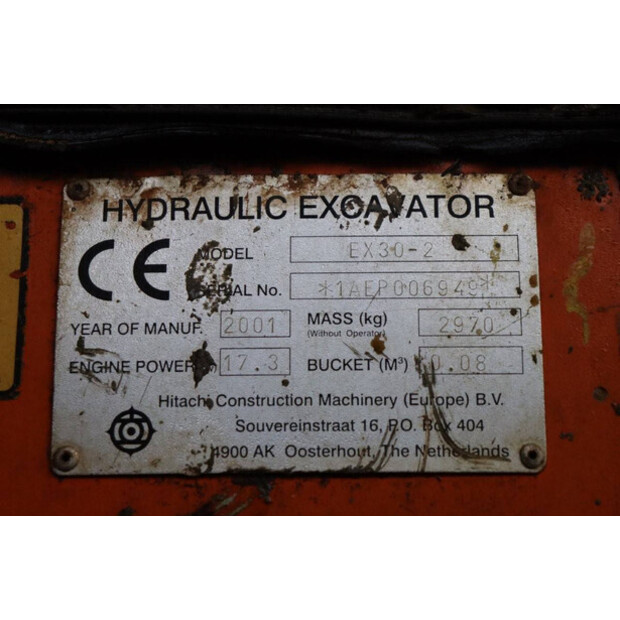 HYDRAULIC EXCAVATOR
CE MODEL EX30-2
SERIAL No. *1AEP006949*
YEAR OF MANUF. 2001 MASS (kg) 2970
(Without Operator)
ENGINE POWER 17.3 BUCKET (M³) 0.08
Hitachi Construction Machinery (Europe) B.V.
Souvereinstraat 16, P.O. Box 404
4900 AK Oosterhout, The Netherlands